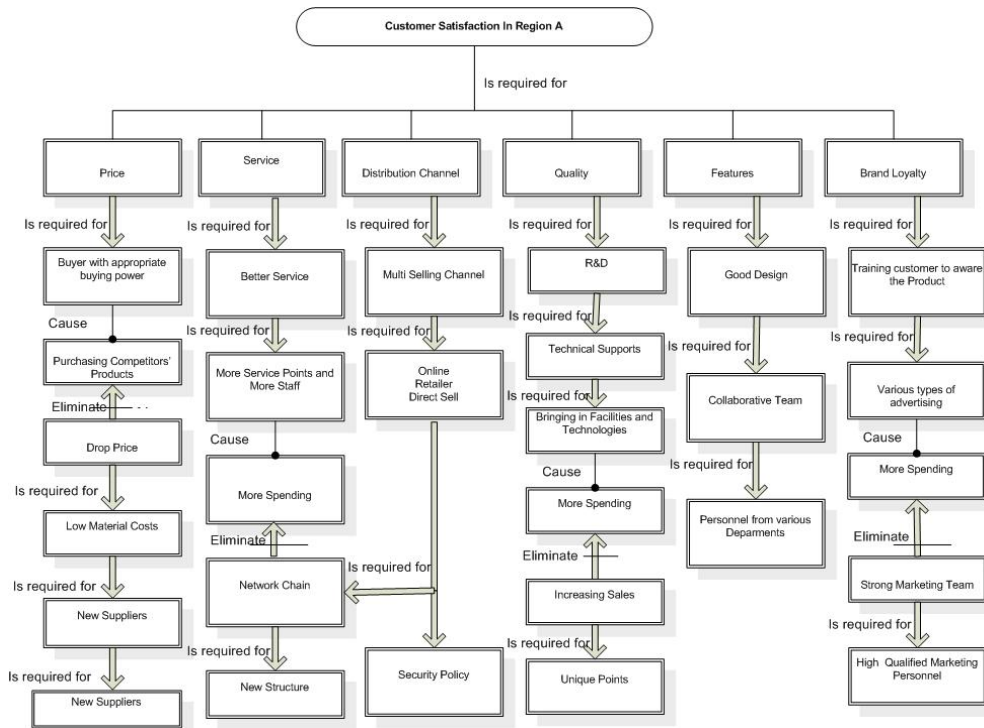 Customer Satisfaction In Region A
Is required for
Price
Service
Distribution Channel
Quality
Features
Brand Loyalty
Is required for
Is required for
Is required for
Is required for
Is required for
Is required for
Buyer with appropriate
buying power
Better Service
Multi Selling Channel
R&D
Good Design
Training customer to aware
the Product
Cause
Is required for
Is required for
Is required for
Is required for
Is required for
Purchasing Competitors'
Products
More Service Points and
More Staff
Online
Retailer
Direct Sell
Technical Supports
Is required for
Collaborative Team
Various types of
advertising
Eliminate
Drop Price
Cause
Bringing in Facilities and
Technologies
Cause
Is required for
Cause
Is required for
More Spending
More Spending
More Spending
Low Material Costs
Personnel from various
Deparments
Eliminate
Eliminate
Eliminate
Is required for
Is required for
Network Chain
Increasing Sales
Strong Marketing Team
New Suppliers
Is required for
Is required for
Is required for
Is required for
New Suppliers
New Structure
Security Policy
Unique Points
High Qualified Marketing
Personnel